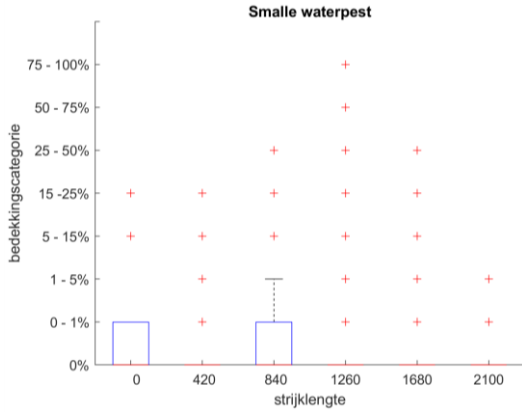 Smalle waterpest
bedekkingscategorie
75 - 100%
50 - 75%
25 - 50%
15 -25%
5 - 15%
1 - 5%
0 - 1%
0%
0 420 840 1260 1680 2100
strijklengte